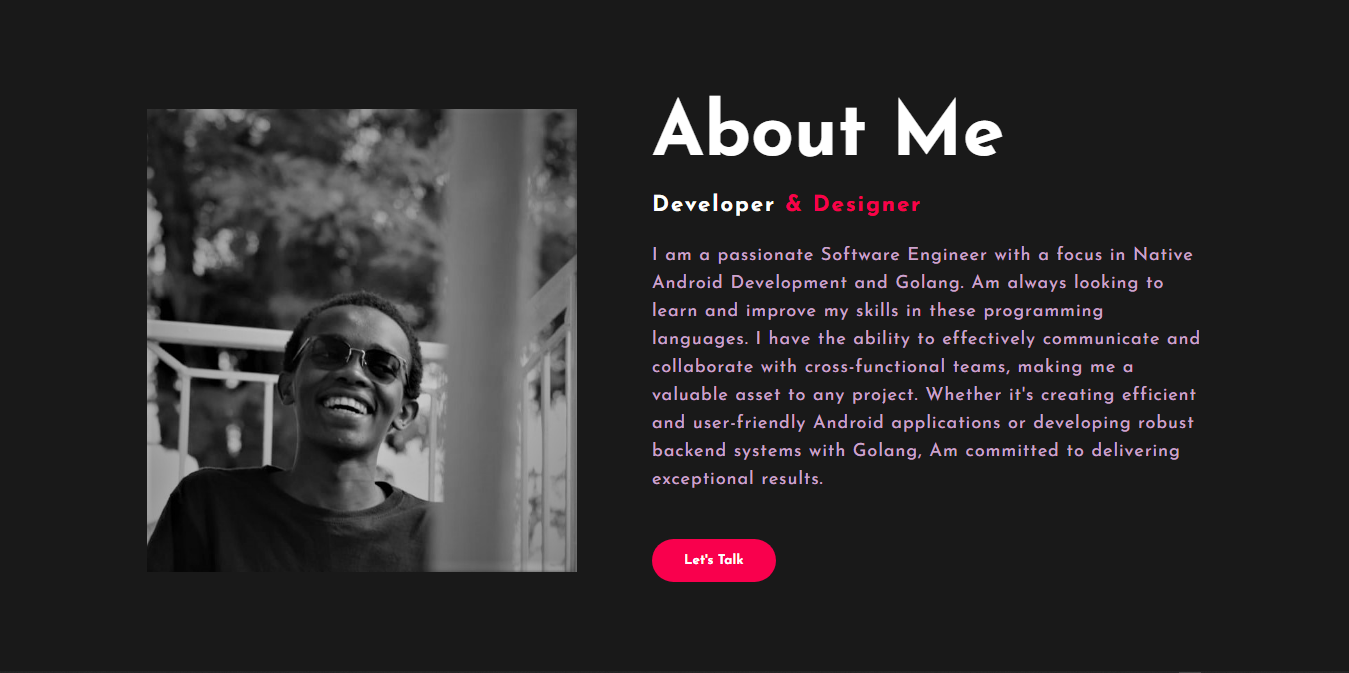 About Me
Developer & Designer
I am a passionate Software Engineer with a focus in Native
Android Development and Golang. Am always looking to
learn and improve my skills in these programming
languages. I have the ability to effectively communicate and
collaborate with cross-functional teams, making me a
valuable asset to any project. Whether it's creating efficient
and user-friendly Android applications or developing robust
backend systems with Golang, Am committed to delivering
exceptional results.
Let's Talk